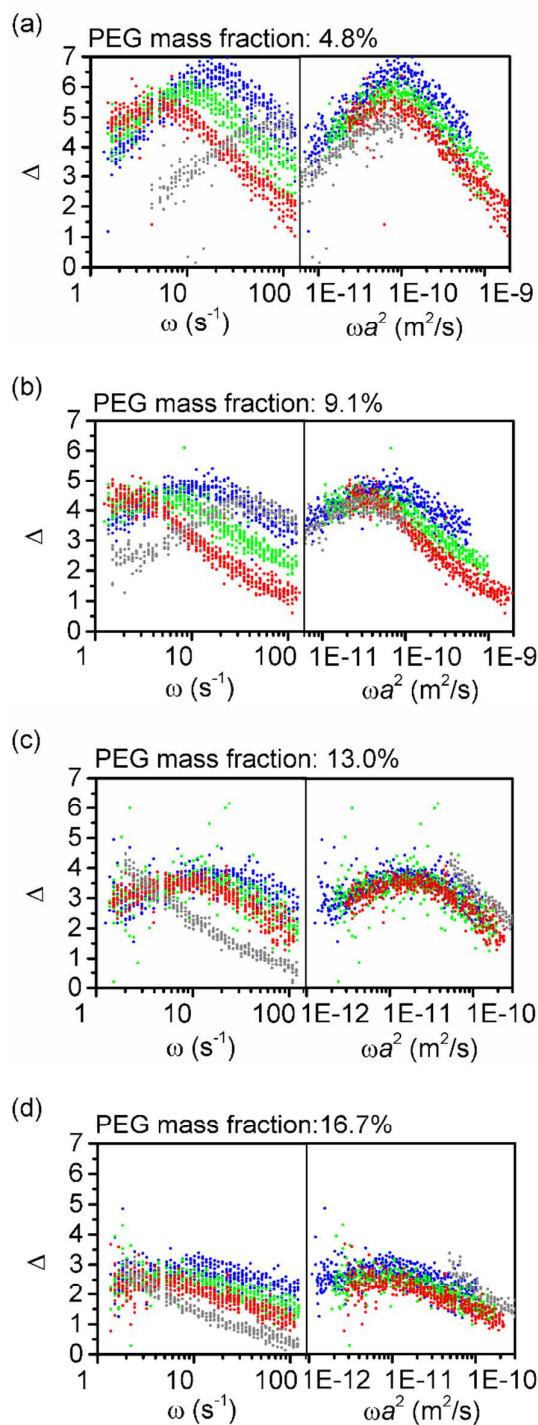 (a)
PEG mass fraction: 4.8%
7
6
5
4
3
2
1
0
Δ
1 10 100 1E-11 1E-10 1E-9
ω (s⁻¹) ωa² (m²/s)
(b)
PEG mass fraction: 9.1%
7
6
5
4
3
2
1
0
Δ
1 10 100 1E-11 1E-10 1E-9
ω (s⁻¹) ωa² (m²/s)
(c)
PEG mass fraction: 13.0%
7
6
5
4
3
2
1
0
Δ
1 10 100 1E-12 1E-11 1E-10
ω (s⁻¹) ωa² (m²/s)
(d)
PEG mass fraction:16.7%
7
6
5
4
3
2
1
0
Δ
1 10 100 1E-12 1E-11 1E-10
ω (s⁻¹) ωa² (m²/s)